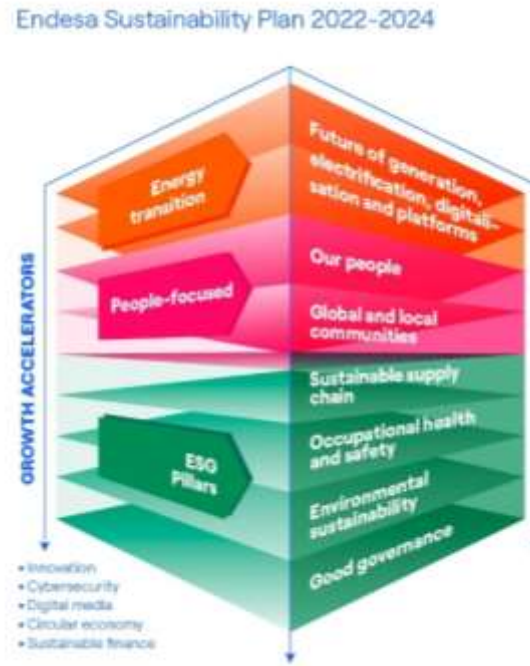 Endesa Sustainability Plan 2022-2024
Energy
transition
Future of generation,
electrification, digitali-
sation and platforms
People-focused
Our people
Global and local
communities
ESG
Pillars
Sustainable supply
chain
Occupational health
and safety
Environmental
sustainability
Good governance
GROWTH ACCELERATORS
• Innovation
• Cybersecurity
• Digital media
• Circular economy
• Sustainable finance